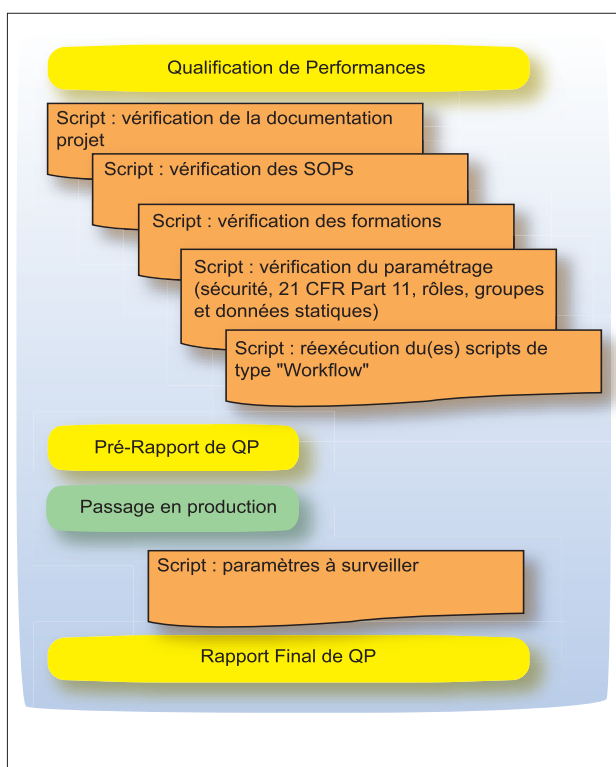 Qualification de Performances
Script : vérification de la documentation
projet
Script : vérification des SOPs
Script : vérification des formations
Script : vérification du paramétrage
(sécurité, 21 CFR Part 11, rôles, groupes
et données statiques)
Script : réexécution du(es) scripts de
type "Workflow"
Pré-Rapport de QP
Passage en production
Script : paramètres à surveiller
Rapport Final de QP